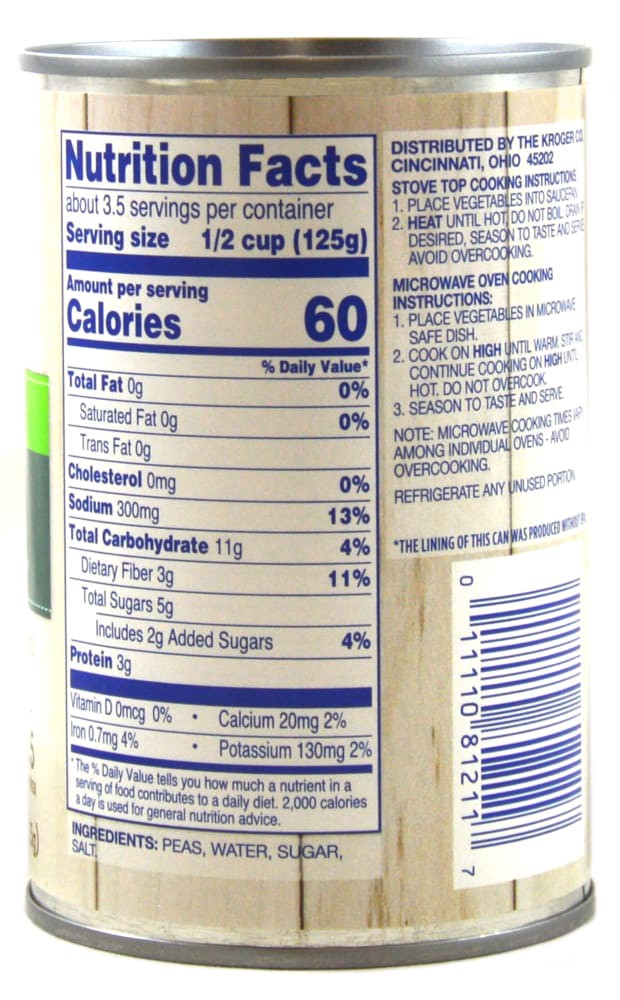 Nutrition Facts
about 3.5 servings per container
Serving size 1/2 cup (125g)
Amount per serving
Calories 60
% Daily Value*
Total Fat 0g 0%
Saturated Fat 0g 0%
Trans Fat 0g
Cholesterol 0mg 0%
Sodium 300mg 13%
Total Carbohydrate 11g 4%
Dietary Fiber 3g 11%
Total Sugars 5g
Includes 2g Added Sugars 4%
Protein 3g
Vitamin D 0mcg 0% • Calcium 20mg 2%
Iron 0.7mg 4% • Potassium 130mg 2%
* The % Daily Value tells you how much a nutrient in a
serving of food contributes to a daily diet. 2,000 calories
a day is used for general nutrition advice.
INGREDIENTS: PEAS, WATER, SUGAR,
SALT.
DISTRIBUTED BY THE KROGER CO.
CINCINNATI, OHIO 45202
STOVE TOP COOKING INSTRUCTIONS
1. PLACE VEGETABLES INTO SAUCEPAN.
2. HEAT UNTIL HOT, DO NOT BOIL. DRAIN IF
DESIRED, SEASON TO TASTE AND SERVE.
AVOID OVERCOOKING.
MICROWAVE OVEN COOKING
INSTRUCTIONS:
1. PLACE VEGETABLES IN MICROWAVE
SAFE DISH.
2. COOK ON HIGH UNTIL WARM. STIR AND
CONTINUE COOKING ON HIGH UNTIL
HOT. DO NOT OVERCOOK.
3. SEASON TO TASTE AND SERVE.
NOTE: MICROWAVE COOKING TIMES VARY
AMONG INDIVIDUAL OVENS - AVOID
OVERCOOKING.
REFRIGERATE ANY UNUSED PORTION
*THE LINING OF THIS CAN WAS PRODUCED WITHOUT
0 11110 81211 7